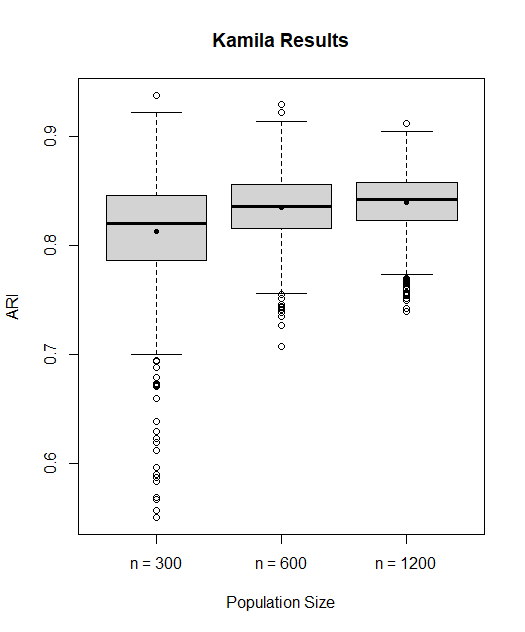 Kamila Results
ARI
0.9
0.8
0.7
0.6
n = 300
n = 600
n = 1200
Population Size